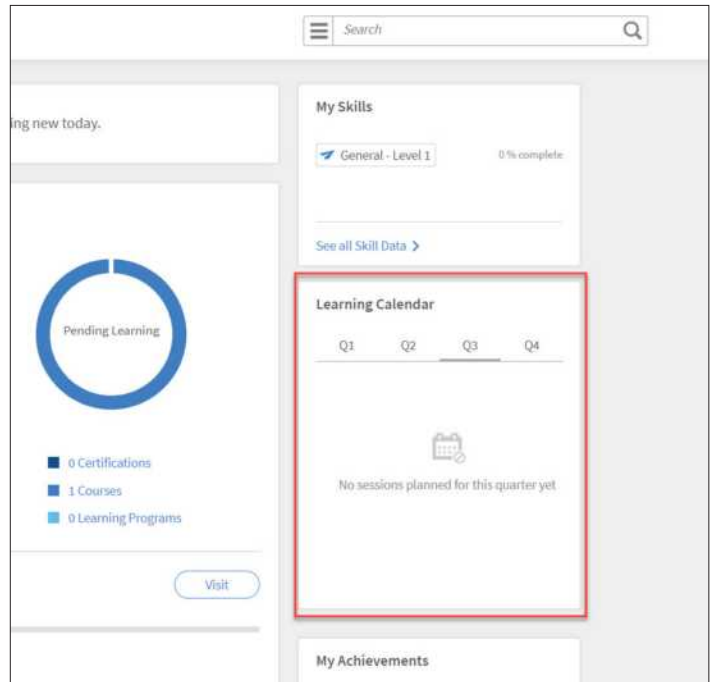 Search
ing new today.
My Skills
General - Level 1
0 % complete
See all Skill Data
Pending Learning
0 Certifications
1 Courses
0 Learning Programs
Visit
Learning Calendar
Q1 Q2 Q3 Q4
No sessions planned for this quarter yet
My Achievements